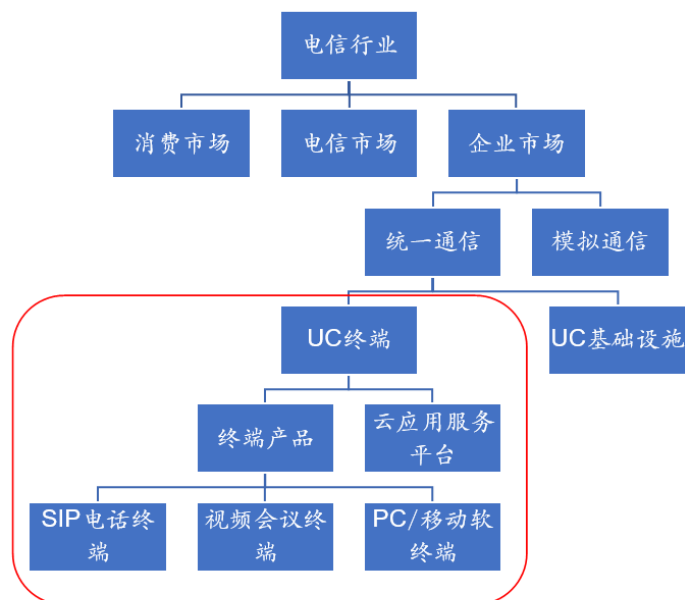 电信行业
消费市场
电信市场
企业市场
统一通信
模拟通信
UC终端
UC基础设施
终端产品
云应用服务
平台
SIP电话终
端
视频会议终
端
PC/移动软
终端